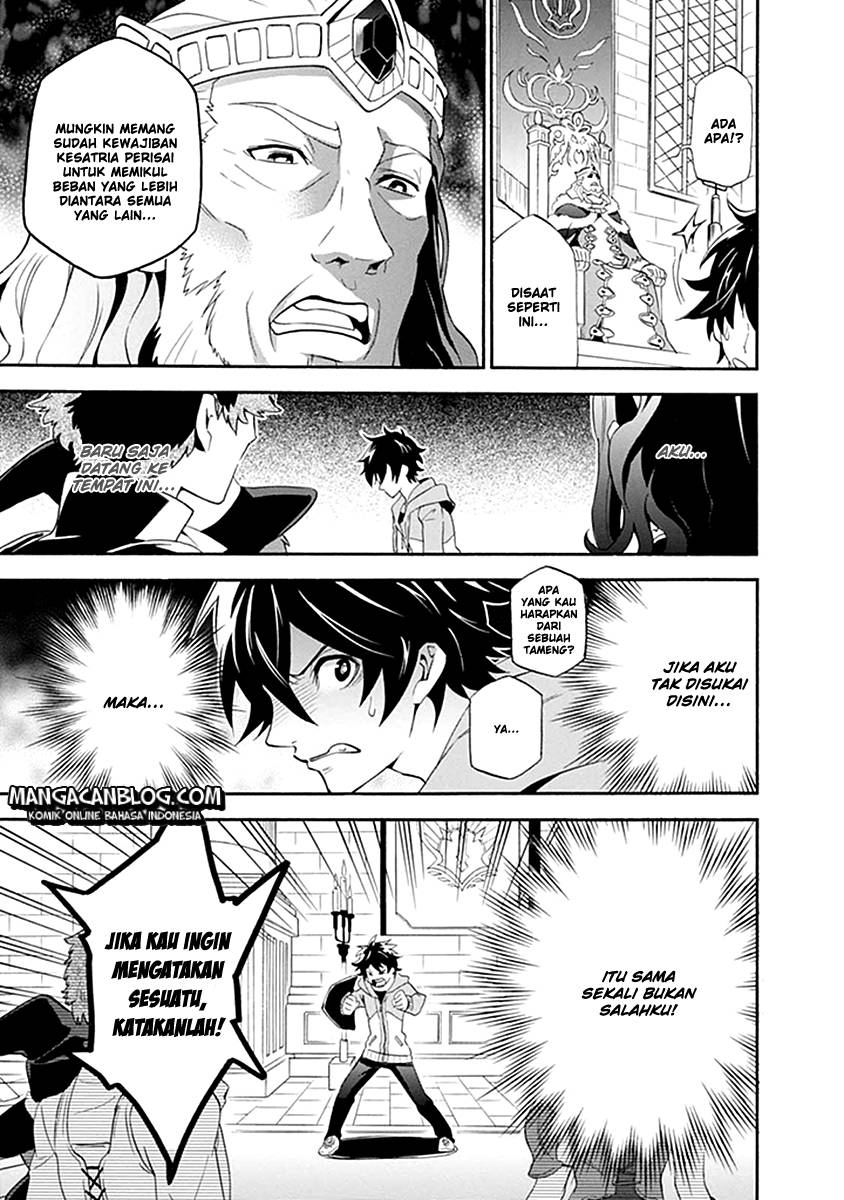 ADA
APA!?
DISAAT
SEPERTI
INI...
MUNGKIN MEMANG
SUDAH KEWAJIBAN
KESATRIA PERISAI
UNTUK MEMIKUL
BEBAN YANG LEBIH
DIANTARA SEMUA
YANG LAIN...
AKU...
BARU SAJA
DATANG KE
TEMPAT INI...
JIKA AKU
TAK DISUKAI
DISINI...
APA
YANG KAU
HARAPKAN
DARI
SEBUAH
TAMENG?
YA...
MAKA...
ITU SAMA
SEKALI BUKAN
SALAHKU!
JIKA KAU INGIN
MENGATAKAN
SESUATU,
KATAKANLAH!
MANGACANBLOG.COM
KOMIK ONLINE BAHASA INDONESIA